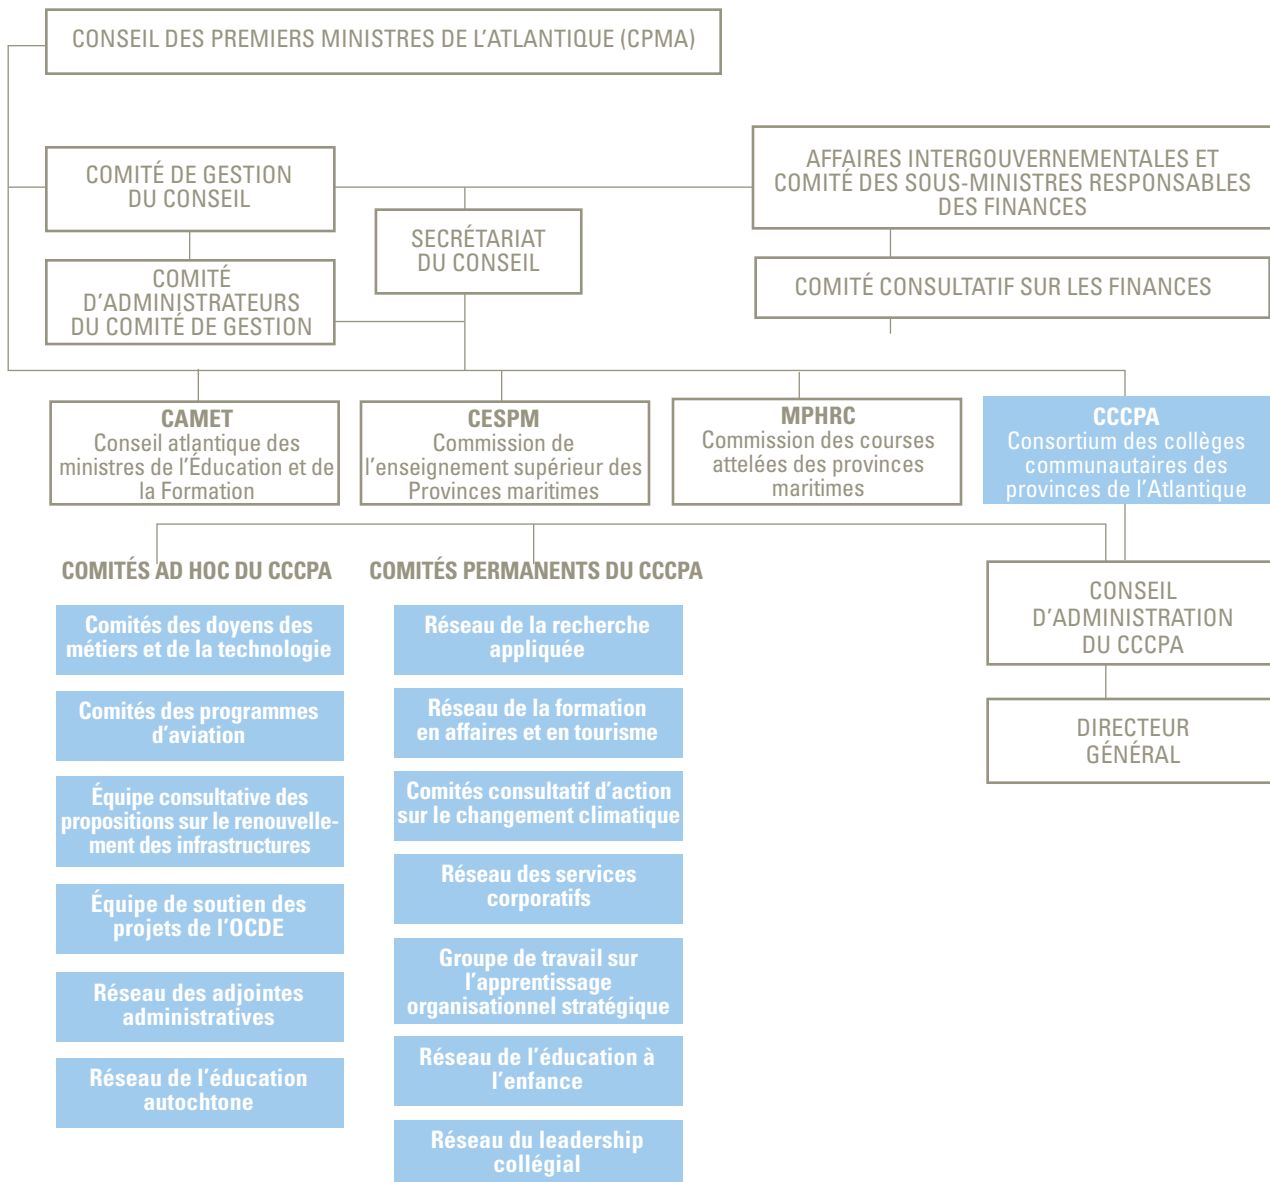 CONSEIL DES PREMIERS MINISTRES DE L'ATLANTIQUE (CPMA)
COMITÉ DE GESTION
DU CONSEIL
AFFAIRES INTERGOUVERNEMENTALES ET
COMITÉ DES SOUS-MINISTRES RESPONSABLES
DES FINANCES
SECRÉTARIAT
DU CONSEIL
COMITÉ
D'ADMINISTRATEURS
DU COMITÉ DE GESTION
COMITÉ CONSULTATIF SUR LES FINANCES
CAMET
Conseil atlantique des
ministres de l'Éducation et de
la Formation
CESPM
Commission de
l'enseignement supérieur des
Provinces maritimes
MPHRC
Commission des courses
attelées des provinces
maritimes
CCCPA
Consortium des collèges
communautaires des
provinces de l'Atlantique
COMITÉS AD HOC DU CCCPA
Comités des doyens des
métiers et de la technologie
Comités des programmes
d'aviation
Équipe consultative des
propositions sur le renouvelle-
ment des infrastructures
Équipe de soutien des
projets de l'OCDE
Réseau des adjointes
administratives
Réseau de l'éducation
autochtone
COMITÉS PERMANENTS DU CCCPA
Réseau de la recherche
appliquée
Réseau de la formation
en affaires et en tourisme
Comités consultatif d'action
sur le changement climatique
Réseau des services
corporatifs
Groupe de travail sur
l'apprentissage
organisationnel stratégique
Réseau de l'éducation à
l'enfance
Réseau du leadership
collégial
CONSEIL
D'ADMINISTRATION
DU CCCPA
DIRECTEUR
GÉNÉRAL